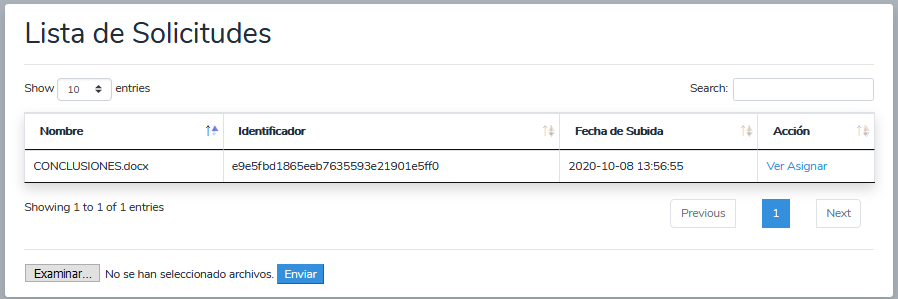 Lista de Solicitudes
Show 10 entries Search:
Nombre Identificador Fecha de Subida Acción
CONCLUSIONES.docx e9e5fbd1865eeb7635593e21901e5ff0 2020-10-08 13:56:55 Ver Asignar
Showing 1 to 1 of 1 entries Previous 1 Next
Examinar... No se han seleccionado archivos. Enviar